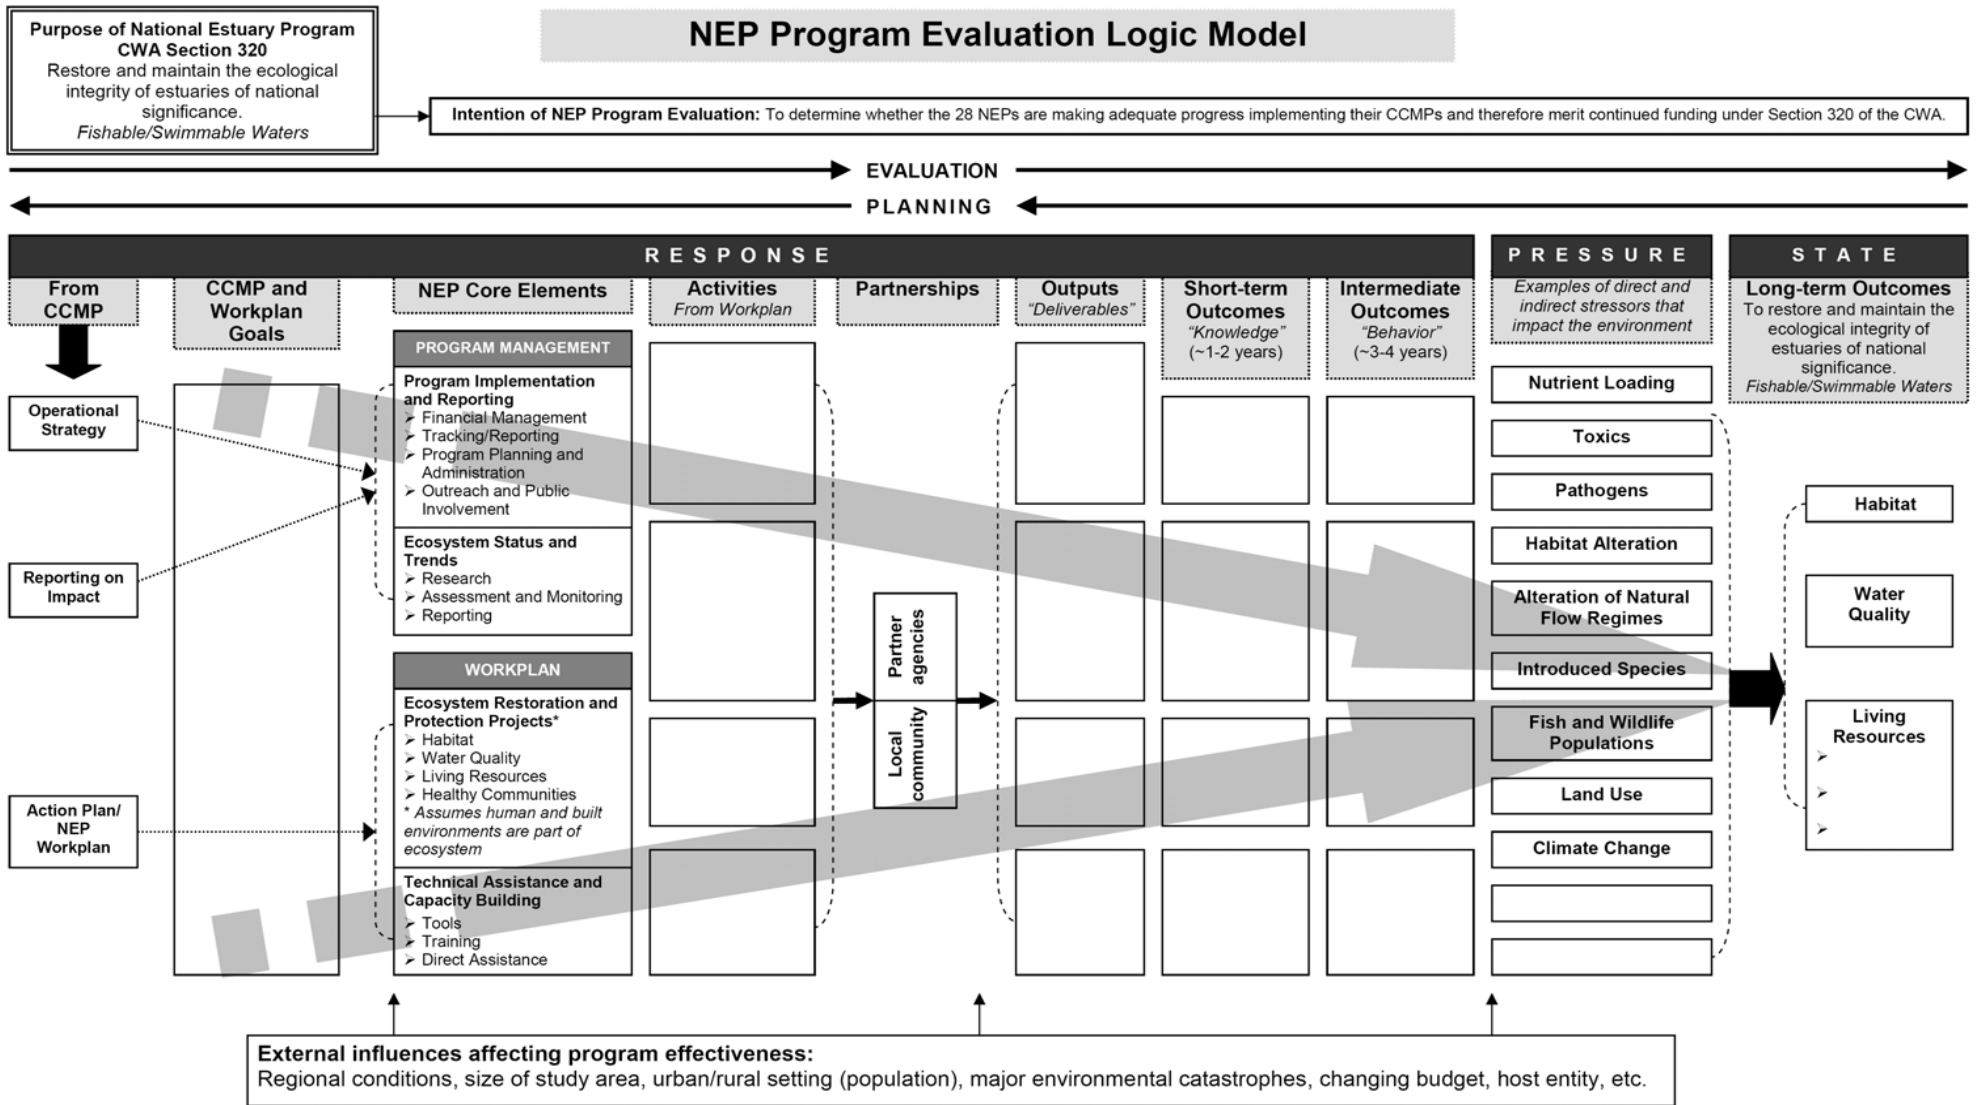 Purpose of National Estuary Program
CWA Section 320
Restore and maintain the ecological
integrity of estuaries of national
significance.
Fishable/Swimmable Waters
NEP Program Evaluation Logic Model
Intention of NEP Program Evaluation: To determine whether the 28 NEPs are making adequate progress implementing their CCMPs and therefore merit continued funding under Section 320 of the CWA.
EVALUATION
PLANNING
RESPONSE
PRESSURE
STATE
From
CCMP
CCMP and
Workplan
Goals
NEP Core Elements
Activities
From Workplan
Partnerships
Outputs
"Deliverables"
Short-term
Outcomes
"Knowledge"
(~1-2 years)
Intermediate
Outcomes
"Behavior"
(~3-4 years)
Examples of direct and
indirect stressors that
impact the environment
Long-term Outcomes
To restore and maintain the
ecological integrity of
estuaries of national
significance.
Fishable/Swimmable Waters
Operational
Strategy
Reporting on
Impact
Action Plan/
NEP
Workplan
PROGRAM MANAGEMENT
Program Implementation
and Reporting
➢ Financial Management
➢ Tracking/Reporting
➢ Program Planning and
Administration
➢ Outreach and Public
Involvement
Ecosystem Status and
Trends
➢ Research
➢ Assessment and Monitoring
➢ Reporting
WORKPLAN
Ecosystem Restoration and
Protection Projects*
➢ Habitat
➢ Water Quality
➢ Living Resources
➢ Healthy Communities
* Assumes human and built
environments are part of
ecosystem
Technical Assistance and
Capacity Building
➢ Tools
➢ Training
➢ Direct Assistance
Partner
agencies
Local
community
Nutrient Loading
Toxics
Pathogens
Habitat Alteration
Alteration of Natural
Flow Regimes
Introduced Species
Fish and Wildlife
Populations
Land Use
Climate Change
Habitat
Water
Quality
Living
Resources
➢
➢
➢
External influences affecting program effectiveness:
Regional conditions, size of study area, urban/rural setting (population), major environmental catastrophes, changing budget, host entity, etc.